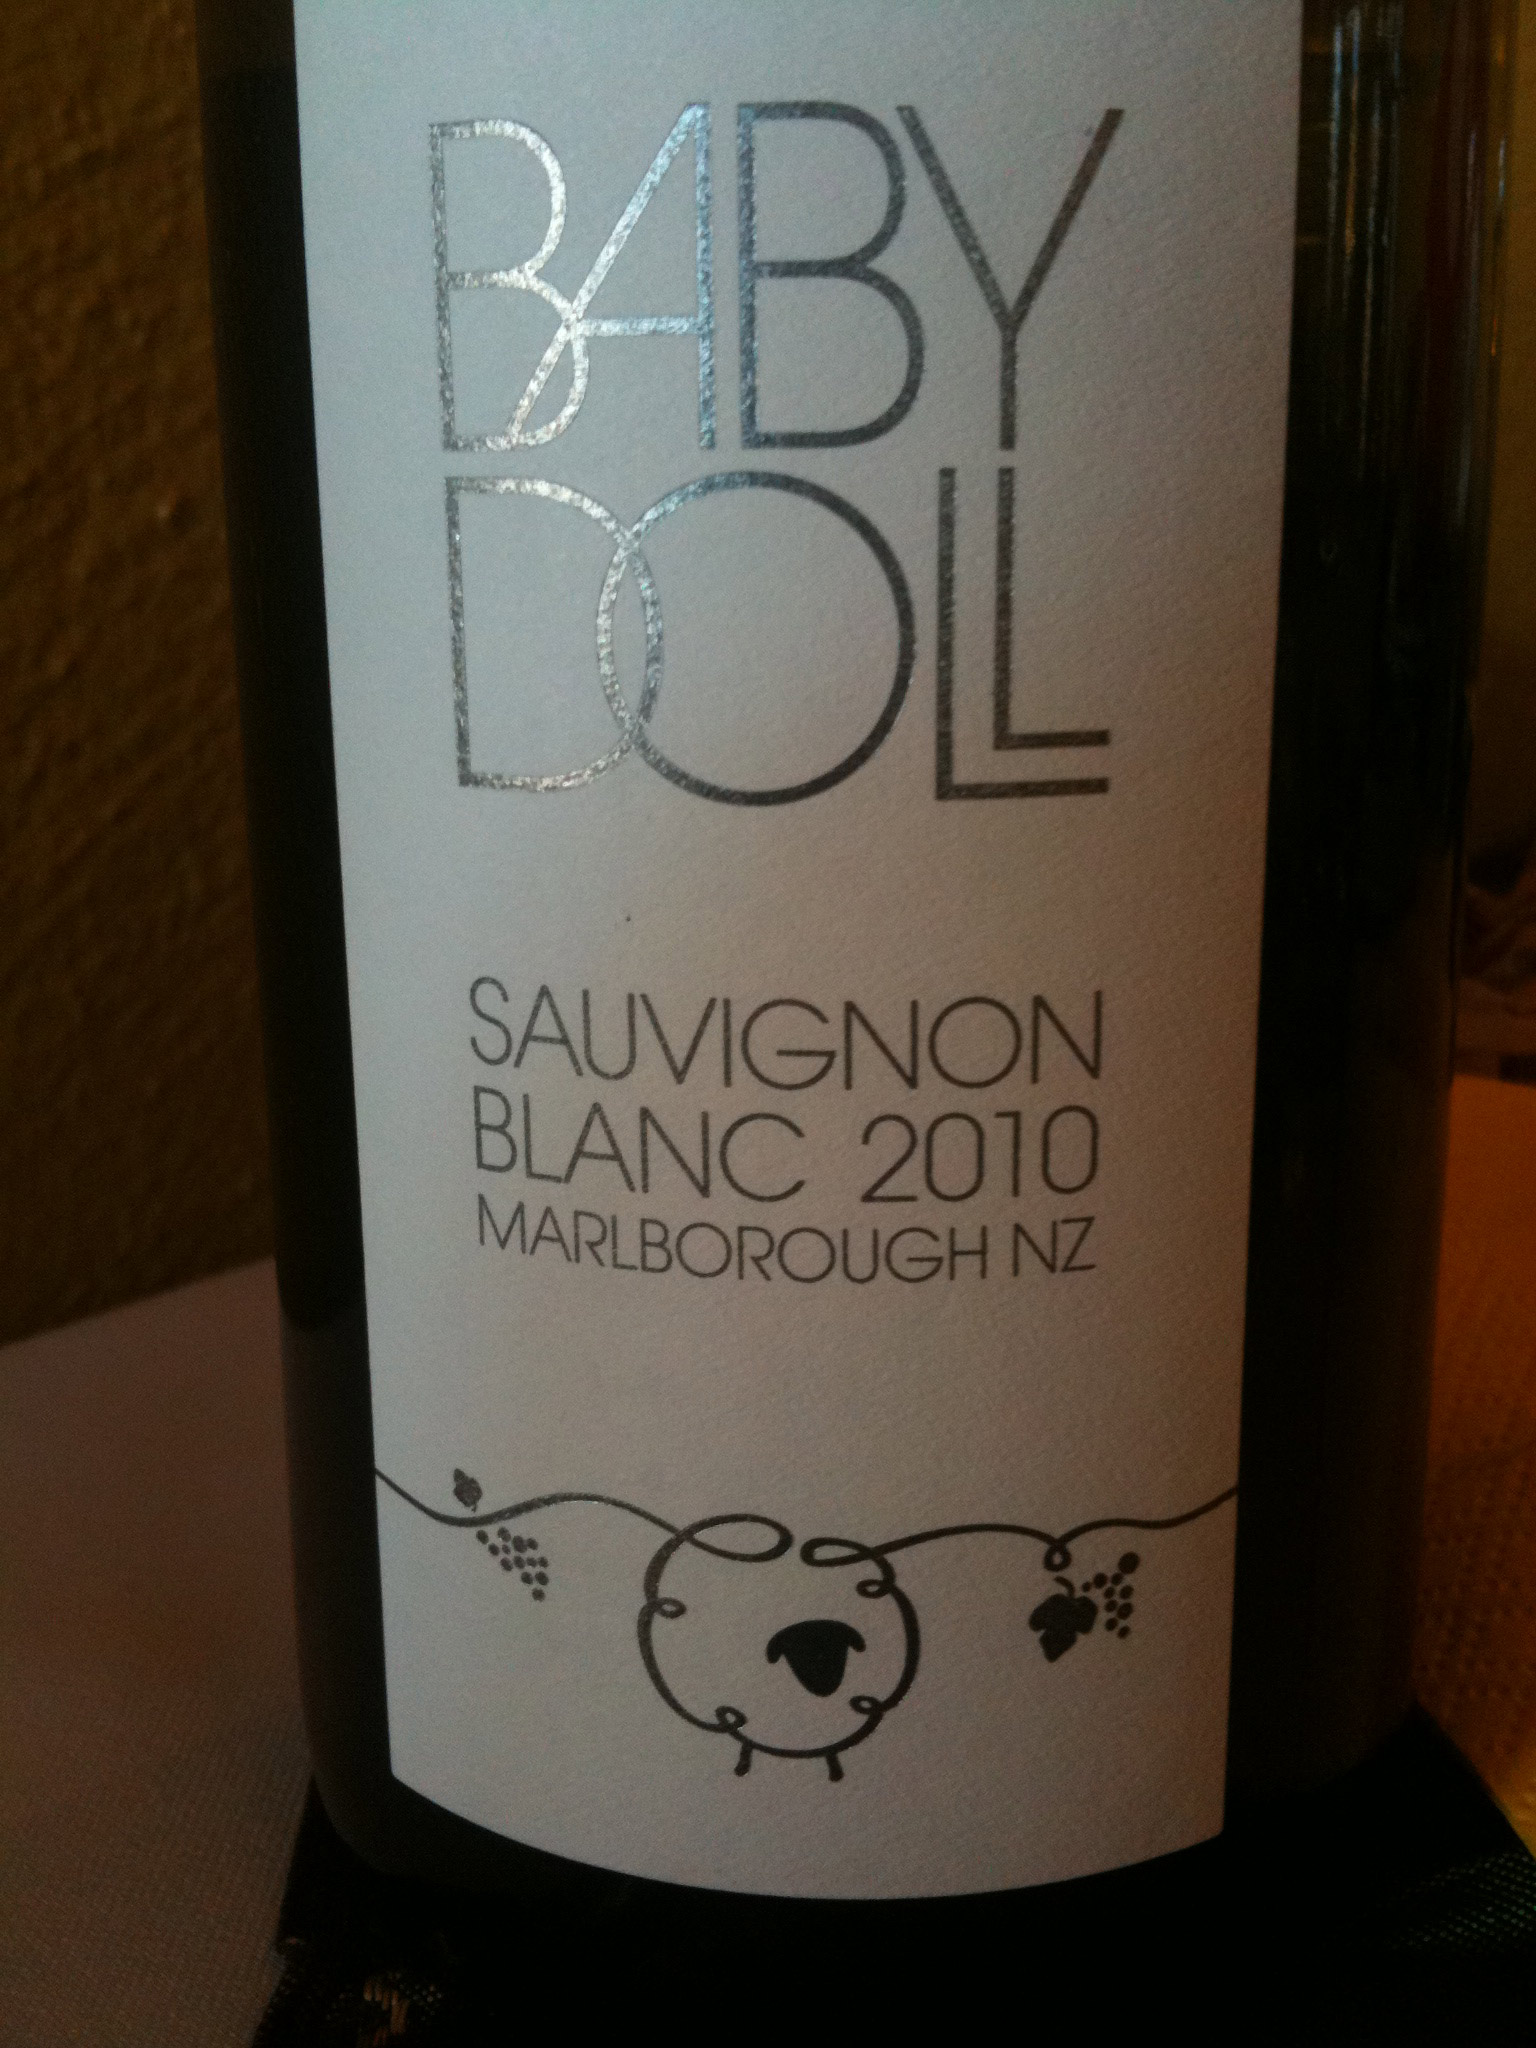 BABY
DOLL
SAUVIGNON
BLANC 2010
MARLBOROUGH NZ